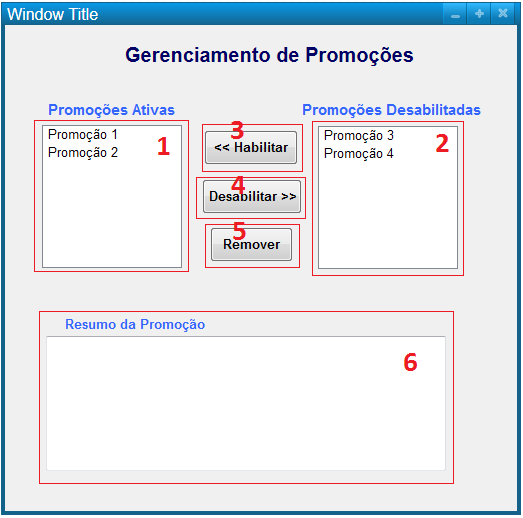 Window Title
Gerenciamento de Promoções
Promoções Ativas
Promoções Desabilitadas
Promoção 1
Promoção 2
1
3
<< Habilitar
4
Desabilitar >>
5
Remover
Promoção 3
Promoção 4
2
Resumo da Promoção
6